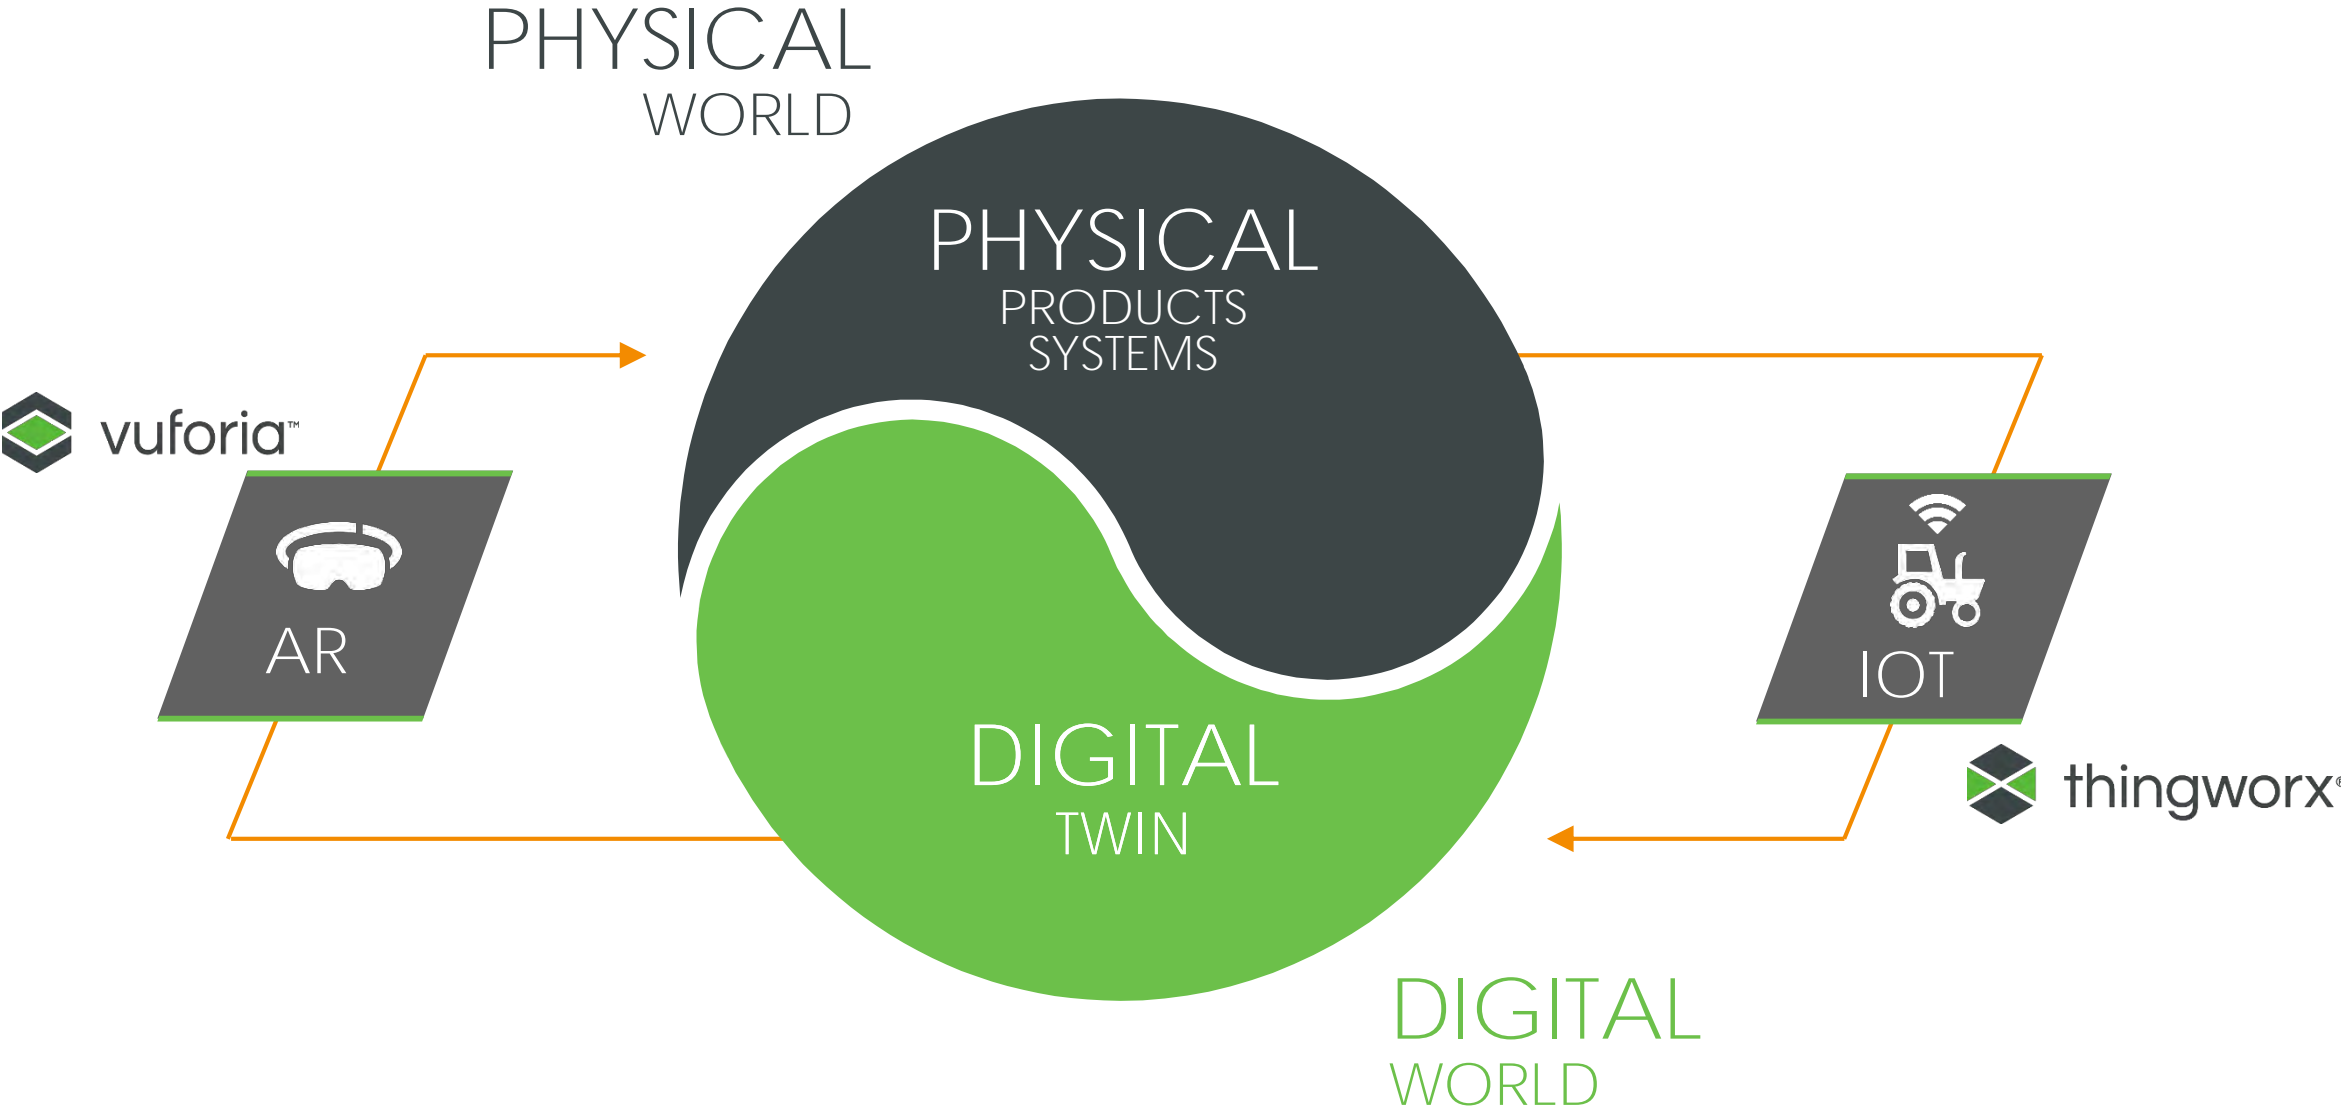 PHYSICAL
WORLD
PHYSICAL
PRODUCTS
SYSTEMS
vuforia™
AR
IOT
DIGITAL
TWIN
thingworx®
DIGITAL
WORLD